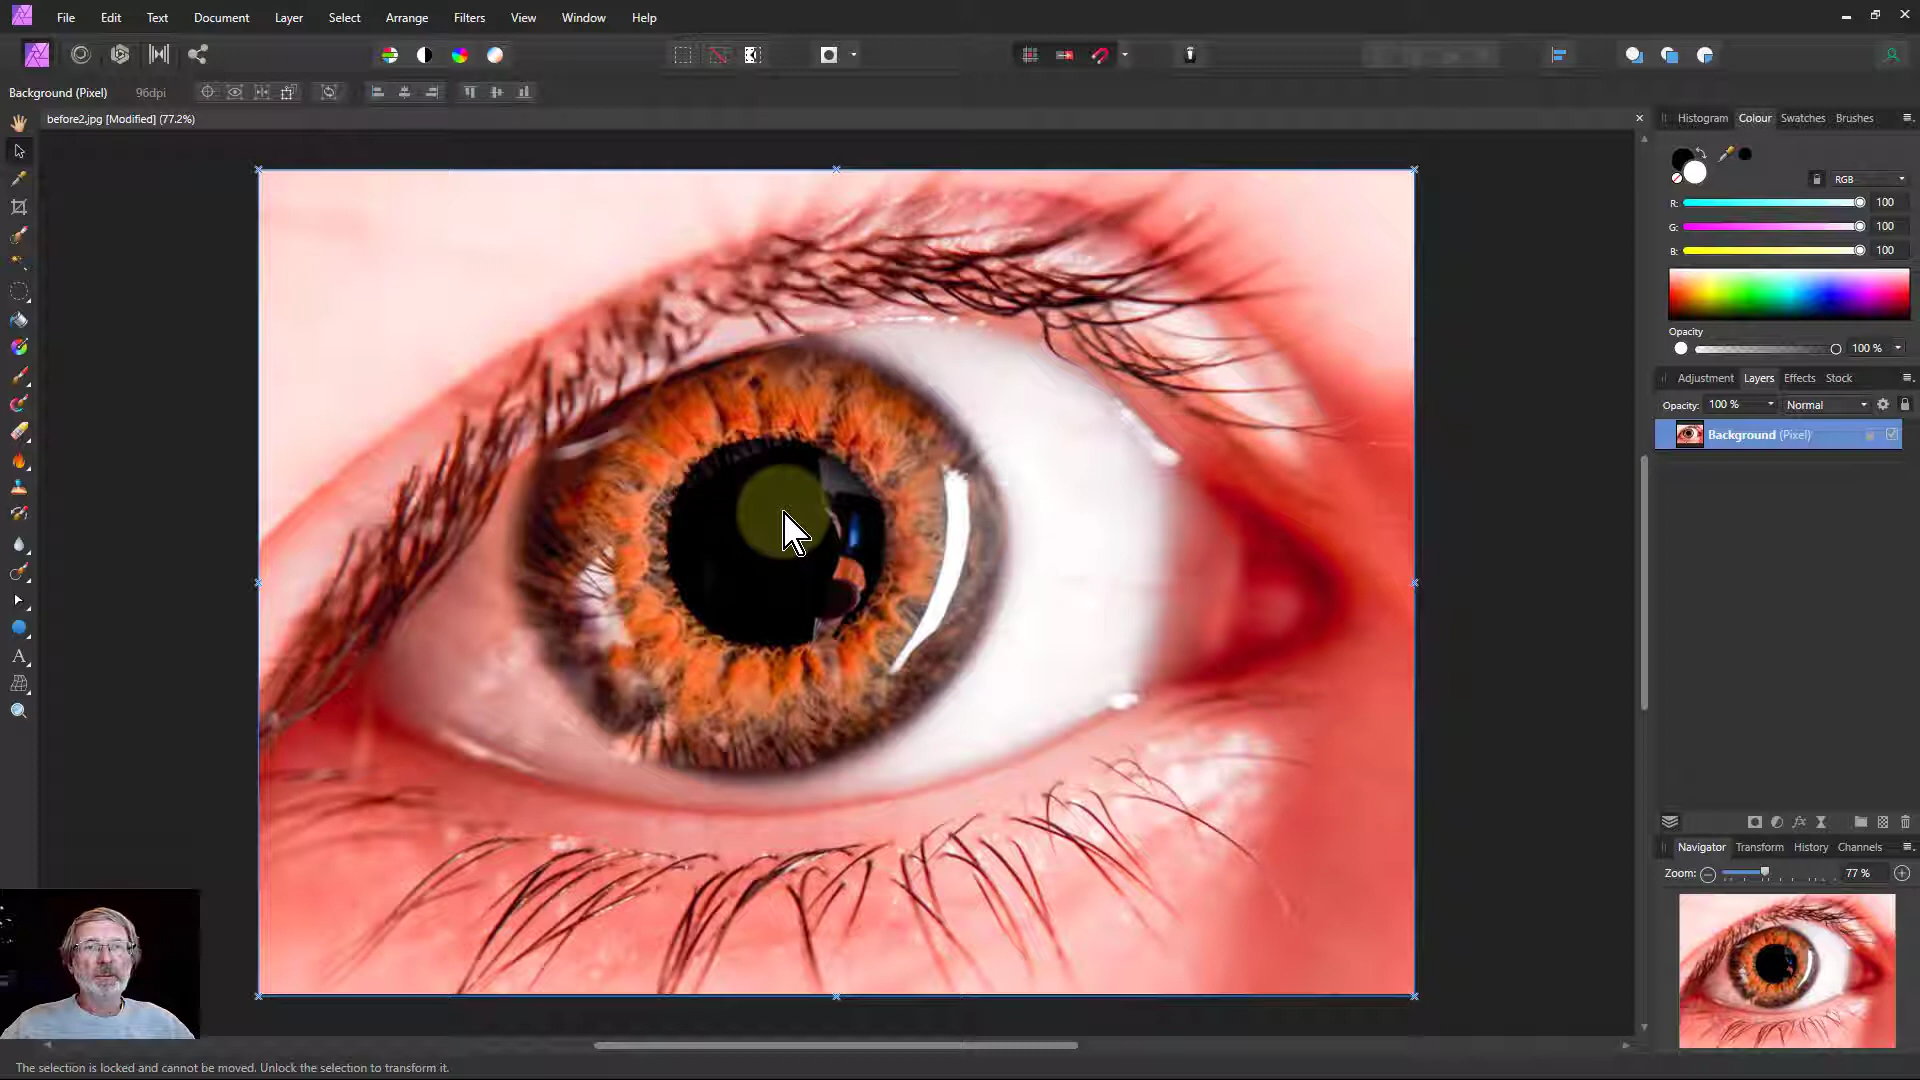 File Edit Text Document Layer Select Arrange Filters View Window Help
Background (Pixel) 96dpi
before2.jpg [Modified] (77.2%)
Histogram Colour Swatches Brushes
RGB
R: 100
G: 100
B: 100
Opacity
100 %
Adjustment Layers Effects Stock
Opacity: 100 % Normal
Background (Pixel)
Navigator Transform History Channels
Zoom: 77 %
The selection is locked and cannot be moved. Unlock the selection to transform it.